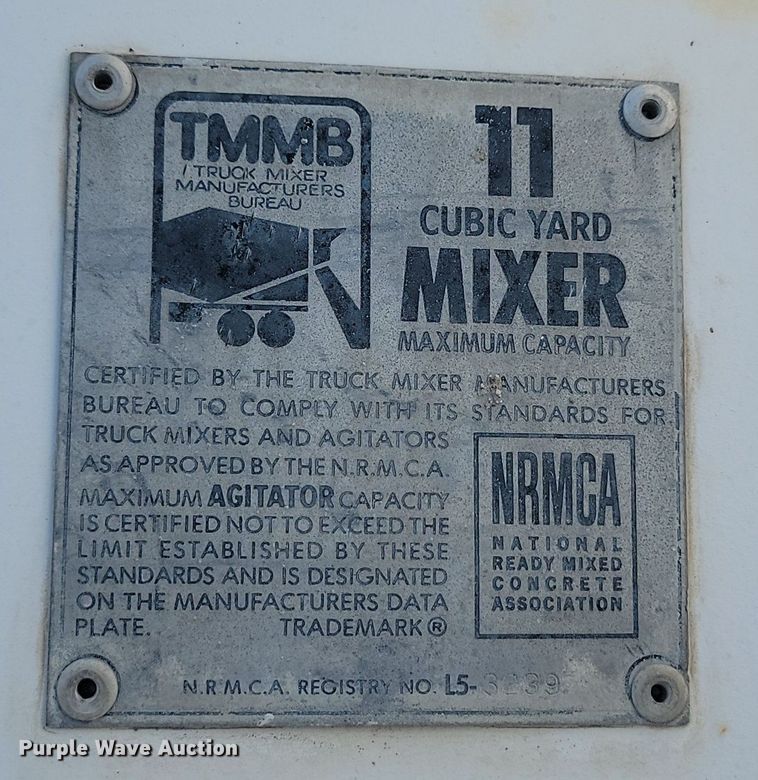 TMMB
TRUCK MIXER
MANUFACTURERS
BUREAU
11
CUBIC YARD
MIXER
MAXIMUM CAPACITY
CERTIFIED BY THE TRUCK MIXER MANUFACTURERS
BUREAU TO COMPLY WITH ITS STANDARDS FOR
TRUCK MIXERS AND AGITATORS
AS APPROVED BY THE N.R.M.C.A.
MAXIMUM AGITATOR CAPACITY
IS CERTIFIED NOT TO EXCEED THE
LIMIT ESTABLISHED BY THESE
STANDARDS AND IS DESIGNATED
ON THE MANUFACTURERS DATA
PLATE. TRADEMARK ®
NRMCA
NATIONAL
READY MIXED
CONCRETE
ASSOCIATION
N.R.M.C.A. REGISTRY NO. L5-
Purple Wave Auction